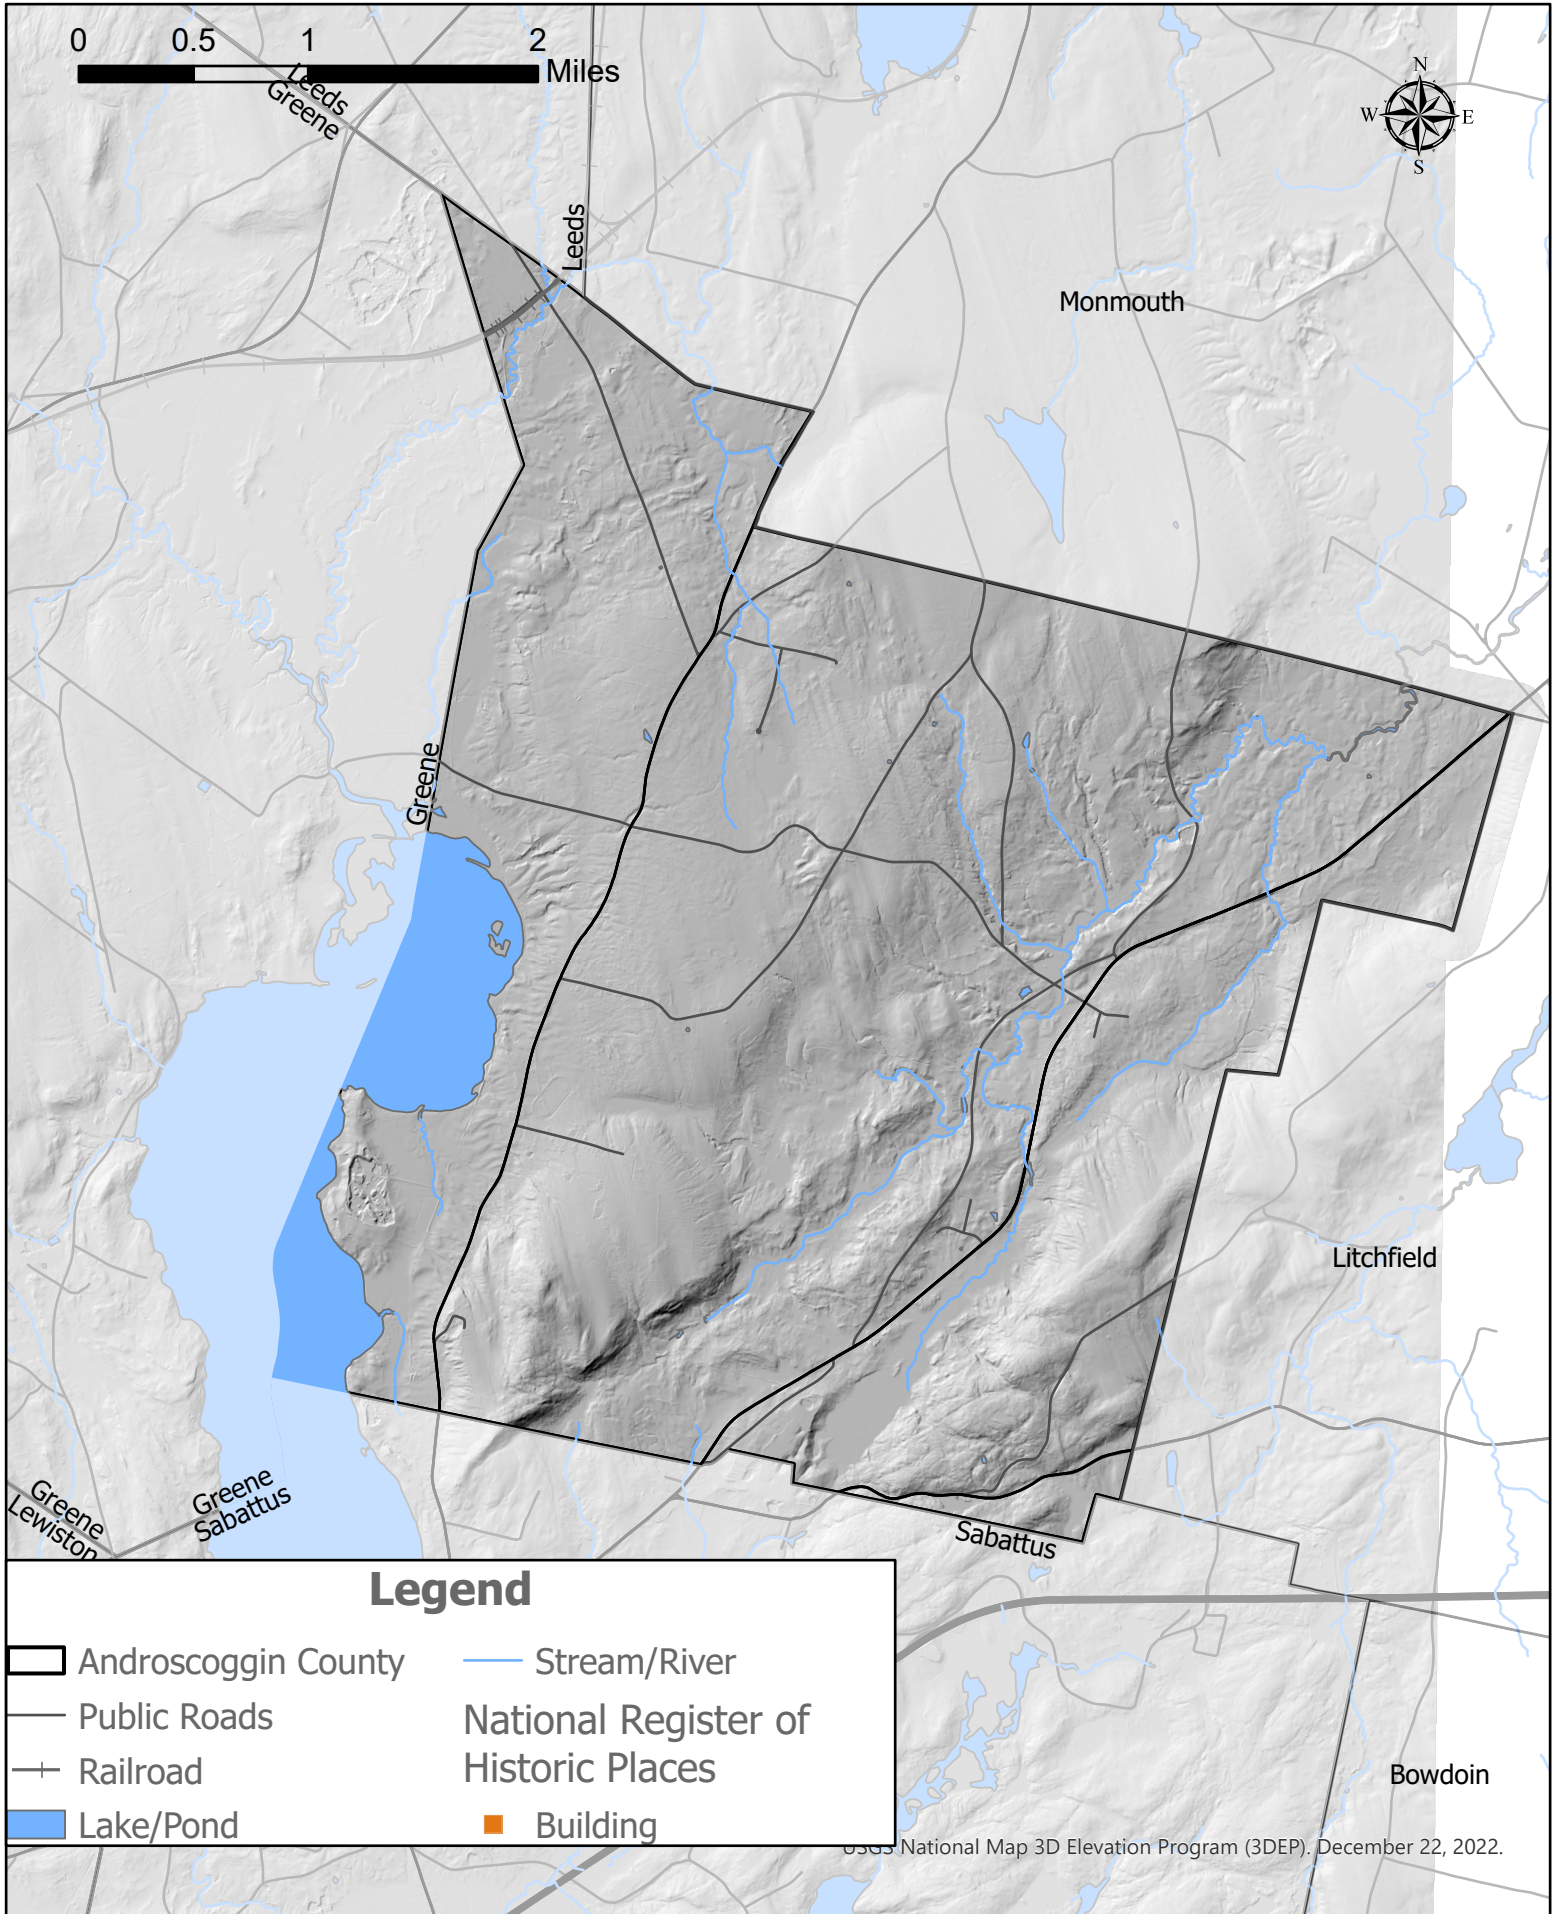 0 0.5 1 2
Miles
Leeds
Greene
N
W E
S
Leeds
Monmouth
Greene
Litchfield
Greene
Lewiston
Greene
Sabattus
Sabattus
Legend
Androscoggin County
Public Roads
Railroad
Lake/Pond
Stream/River
National Register of
Historic Places
Building
Bowdoin
USGS National Map 3D Elevation Program (3DEP). December 22, 2022.